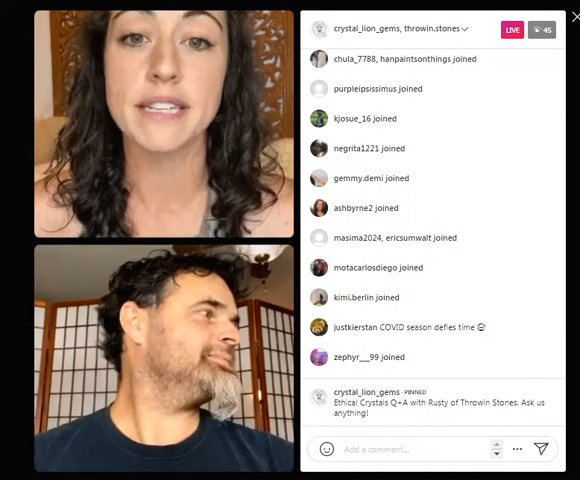 crystal_lion_gems, throwin.stones
LIVE
45
chula_7788, hanpaintsonthings joined
purpleipsissimus joined
kjosue_16 joined
negrita1221 joined
gemmy.demi joined
ashbyrne2 joined
masima2024, ericsumwalt joined
motacarlosdiego joined
kimi.berlin joined
justkierstan COVID season defies time 😭
zephyr___99 joined
crystal_lion_gems · PINNED
Ethical Crystals Q+A with Rusty of Throwin Stones. Ask us
anything!
Add a comment...